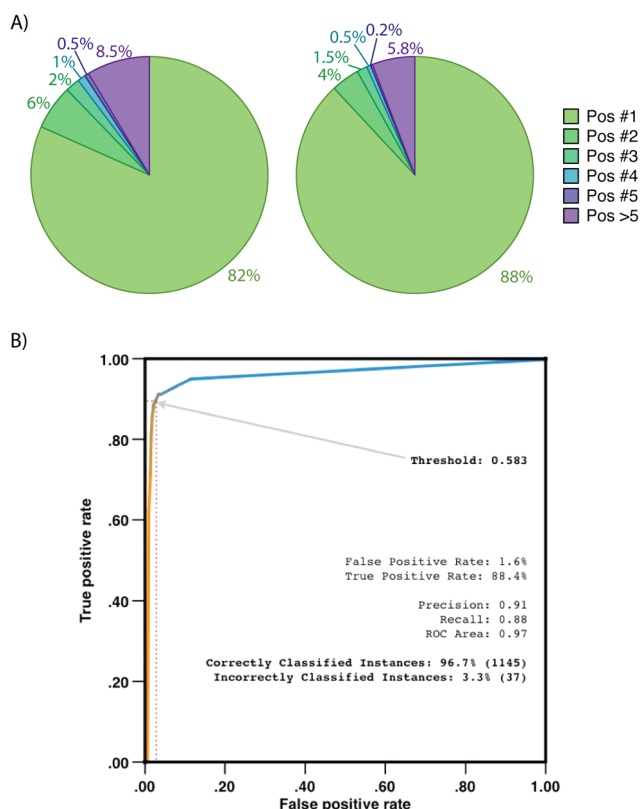 A)
0.5%
8.5%
1%
2%
6%
82%
0.2%
0.5%
5.8%
1.5%
4%
88%
Pos #1
Pos #2
Pos #3
Pos #4
Pos #5
Pos >5
B)
1.00
.80
.60
.40
.20
.00
True positive rate
Threshold: 0.583
False Positive Rate: 1.6%
True Positive Rate: 88.4%
Precision: 0.91
Recall: 0.88
ROC Area: 0.97
Correctly Classified Instances: 96.7% (1145)
Incorrectly Classified Instances: 3.3% (37)
.00 .20 .40 .60 .80 1.00
False positive rate